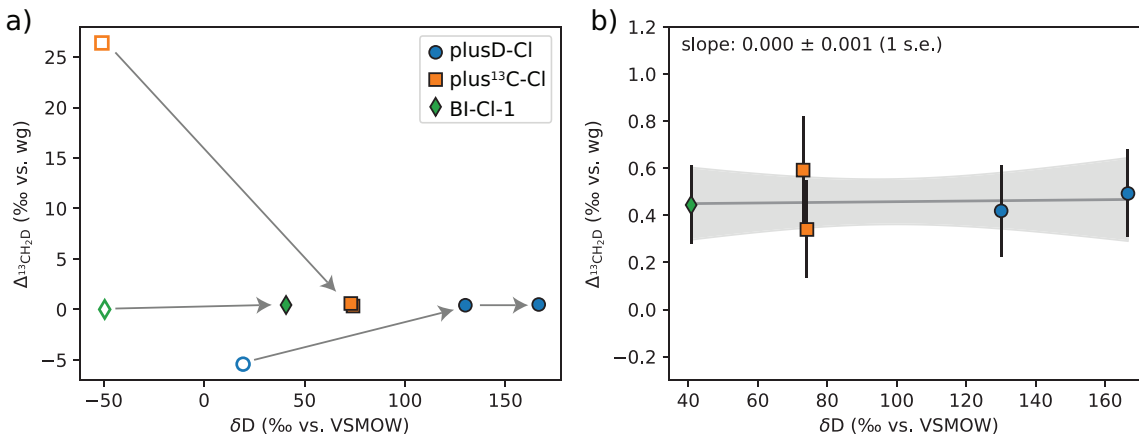 a)
25
20
15
10
5
0
−5
Δ13CH2D (‰ vs. wg)
plusD-Cl
plus¹³C-Cl
BI-Cl-1
−50
0
50
100
150
δD (‰ vs. VSMOW)
b)
slope: 0.000 ± 0.001 (1 s.e.)
1.2
1.0
0.8
0.6
0.4
0.2
0.0
−0.2
Δ13CH2D (‰ vs. wg)
40
60
80
100
120
140
160
δD (‰ vs. VSMOW)